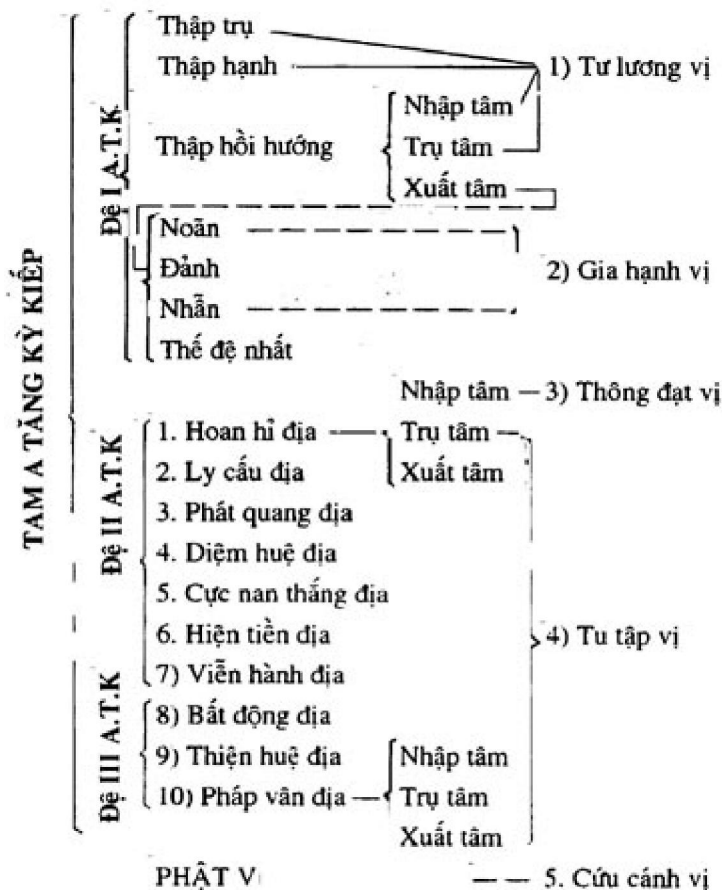 Thập trụ
Thập hạnh
1) Tư lương vị
Nhập tâm
Thập hồi hướng
Trụ tâm
Xuất tâm
Đệ I A.T.K
Noãn
Đảnh
2) Gia hạnh vị
Nhẫn
Thế đệ nhất
TAM A TĂNG KỲ KIẾP
Nhập tâm — 3) Thông đạt vị
1. Hoan hỉ địa
Trụ tâm
Xuất tâm
2. Ly cấu địa
3. Phát quang địa
Đệ II A.T.K
4. Diệm huệ địa
5. Cực nan thắng địa
6. Hiện tiền địa
4) Tu tập vị
7) Viễn hành địa
Đệ III A.T.K
8) Bất động địa
9) Thiện huệ địa
Nhập tâm
10) Pháp vân địa
Trụ tâm
Xuất tâm
PHẬT V
5. Cứu cánh vị